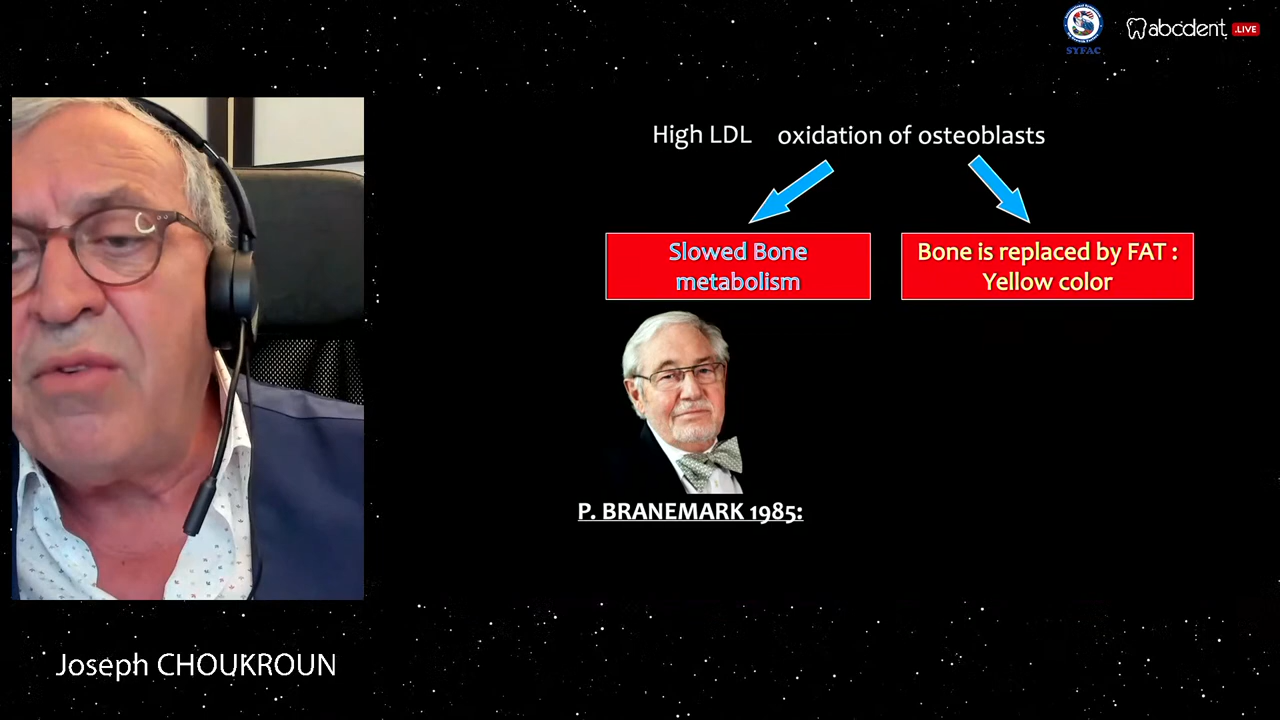 SYFAC
abcdent.LIVE
High LDL oxidation of osteoblasts
Slowed Bone
metabolism
Bone is replaced by FAT :
Yellow color
P. BRANEMARK 1985:
Joseph CHOUKROUN